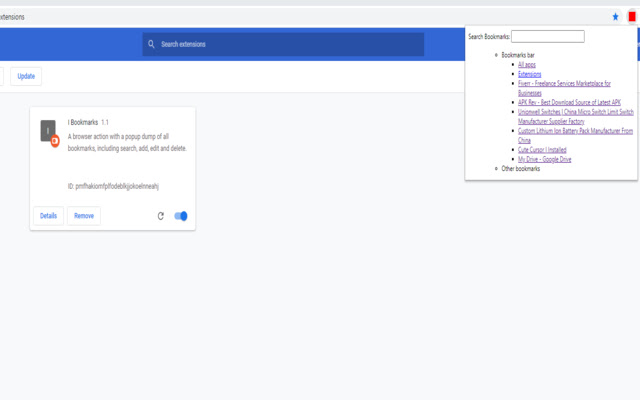 xtensions
Search extensions
Update
I Bookmarks 1.1
A browser action with a popup dump of all
bookmarks, including search, add, edit and delete.
Details
Remove
Search Bookmarks:
Bookmarks bar
All apps
Extensions
Fiverr - Freelance Services Marketplace for
Businesses
APK Rev - Best Download Source of Latest APK
Unionwell Switches | China Micro Switch Limit Switch
Manufacturer Supplier Factory
Custom Lithium Ion Battery Pack Manufacturer From
China
Cute Cursor | Installed
My Drive - Google Drive
Other bookmarks